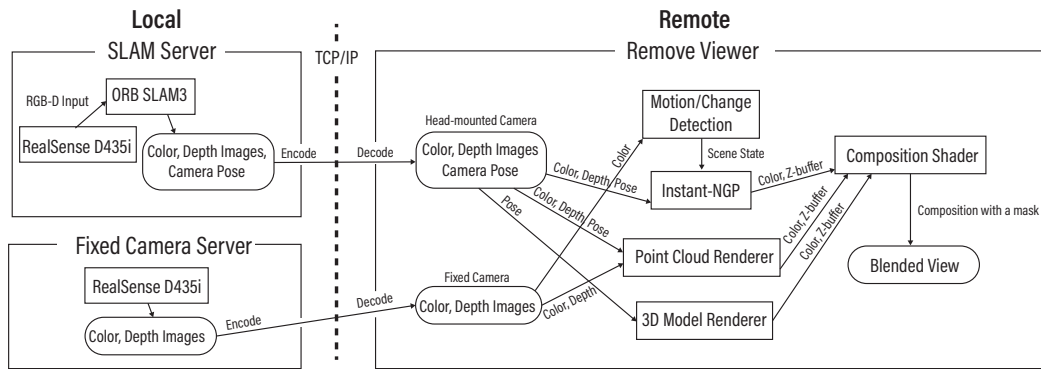 Local
Remote
SLAM Server
TCP/IP
Remove Viewer
RGB-D Input
ORB SLAM3
RealSense D435i
Color, Depth Images,
Camera Pose
Encode
Decode
Head-mounted Camera
Color, Depth Images
Camera Pose
Motion/Change
Detection
Color
Scene State
Color, Depth, Pose
Instant-NGP
Color, Z-buffer
Composition Shader
Pose
Color, Depth, Pose
Color, Z-buffer
Color, Z-buffer
Composition with a mask
Fixed Camera Server
RealSense D435i
Color, Depth Images
Encode
Decode
Fixed Camera
Color, Depth Images
Color, Depth
Point Cloud Renderer
3D Model Renderer
Blended View